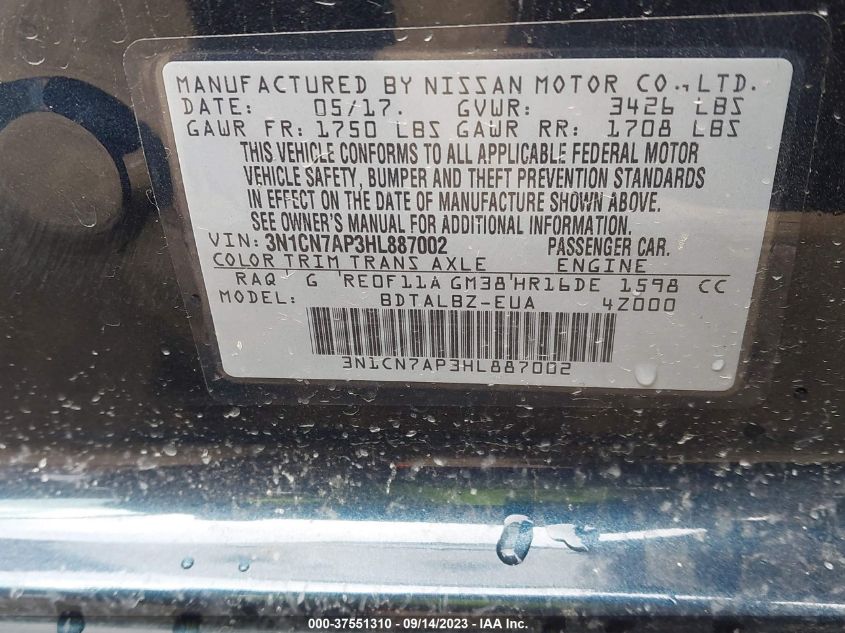 MANUFACTURED BY NISSAN MOTOR CO., LTD.
DATE: 05/17. GVWR: 3426 LBS
GAWR FR: 1750 LBS GAWR RR: 1708 LBS
THIS VEHICLE CONFORMS TO ALL APPLICABLE FEDERAL MOTOR
VEHICLE SAFETY, BUMPER AND THEFT PREVENTION STANDARDS
IN EFFECT ON THE DATE OF MANUFACTURE SHOWN ABOVE.
SEE OWNER'S MANUAL FOR ADDITIONAL INFORMATION.
VIN: 3N1CN7AP3HL887002 PASSENGER CAR.
COLOR TRIM TRANS AXLE ENGINE
RAQ G RE0F11A GM38 HR16DE 1598 CC
MODEL: BDTALBZ-EUA 4Z000
3N1CN7AP3HL887002
000-37551310 - 09/14/2023 - IAAI Inc.